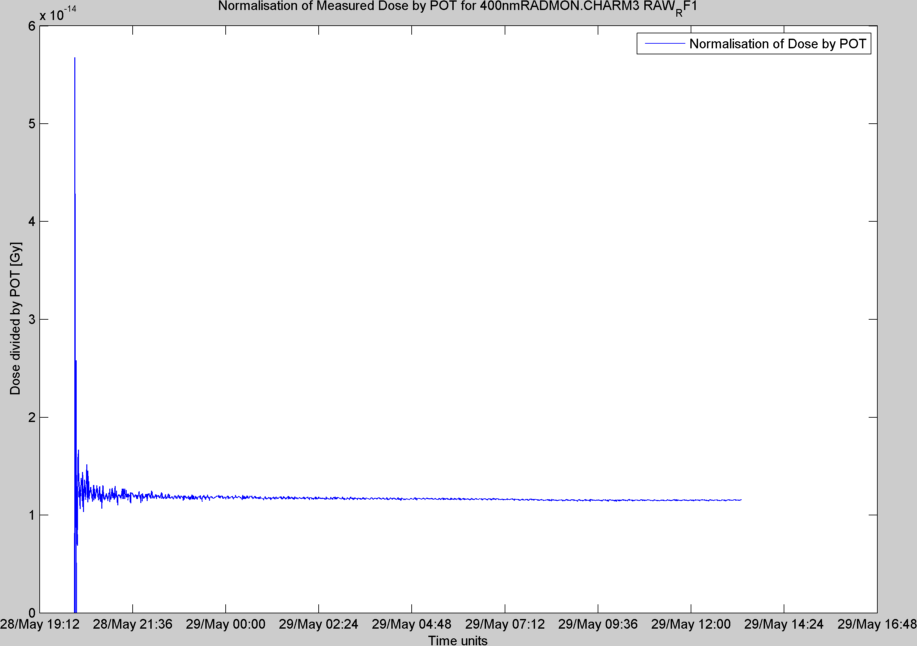 Normalisation of Measured Dose by POT for 400nmRADMON.CHARM3 RAW_RF1
x 10^-14
Normalisation of Dose by POT
6
5
4
3
2
1
0
Dose divided by POT [Gy]
28/May 19:12 28/May 21:36 29/May 00:00 29/May 02:24 29/May 04:48 29/May 07:12 29/May 09:36 29/May 12:00 29/May 14:24 29/May 16:48
Time units